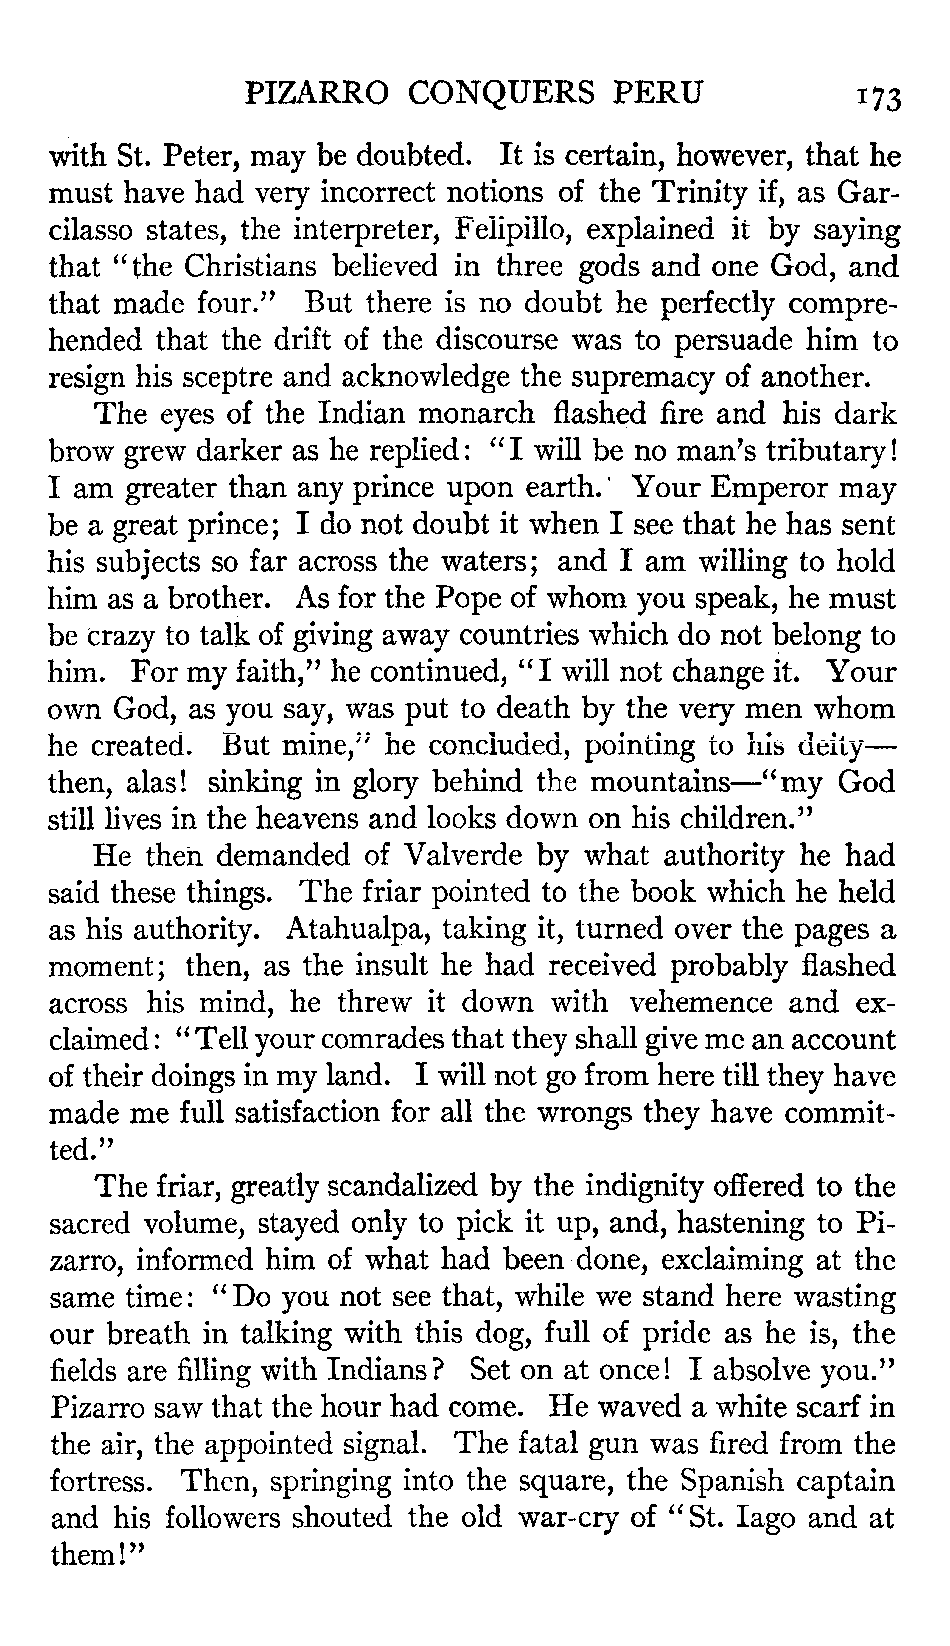 PIZARRO CONQUERS PERU 173
with St. Peter, may be doubted. It is certain, however, that he
must have had very incorrect notions of the Trinity if, as Gar-
cilasso states, the interpreter, Felipillo, explained it by saying
that "the Christians believed in three gods and one God, and
that made four." But there is no doubt he perfectly compre-
hended that the drift of the discourse was to persuade him to
resign his sceptre and acknowledge the supremacy of another.
The eyes of the Indian monarch flashed fire and his dark
brow grew darker as he replied: "I will be no man's tributary!
I am greater than any prince upon earth. Your Emperor may
be a great prince; I do not doubt it when I see that he has sent
his subjects so far across the waters; and I am willing to hold
him as a brother. As for the Pope of whom you speak, he must
be crazy to talk of giving away countries which do not belong to
him. For my faith," he continued, "I will not change it. Your
own God, as you say, was put to death by the very men whom
he created. But mine," he concluded, pointing to his deity—
then, alas! sinking in glory behind the mountains—"my God
still lives in the heavens and looks down on his children."
He then demanded of Valverde by what authority he had
said these things. The friar pointed to the book which he held
as his authority. Atahualpa, taking it, turned over the pages a
moment; then, as the insult he had received probably flashed
across his mind, he threw it down with vehemence and ex-
claimed: "Tell your comrades that they shall give me an account
of their doings in my land. I will not go from here till they have
made me full satisfaction for all the wrongs they have commit-
ted."
The friar, greatly scandalized by the indignity offered to the
sacred volume, stayed only to pick it up, and, hastening to Pi-
zarro, informed him of what had been done, exclaiming at the
same time: "Do you not see that, while we stand here wasting
our breath in talking with this dog, full of pride as he is, the
fields are filling with Indians? Set on at once! I absolve you."
Pizarro saw that the hour had come. He waved a white scarf in
the air, the appointed signal. The fatal gun was fired from the
fortress. Then, springing into the square, the Spanish captain
and his followers shouted the old war-cry of "St. Iago and at
them!"